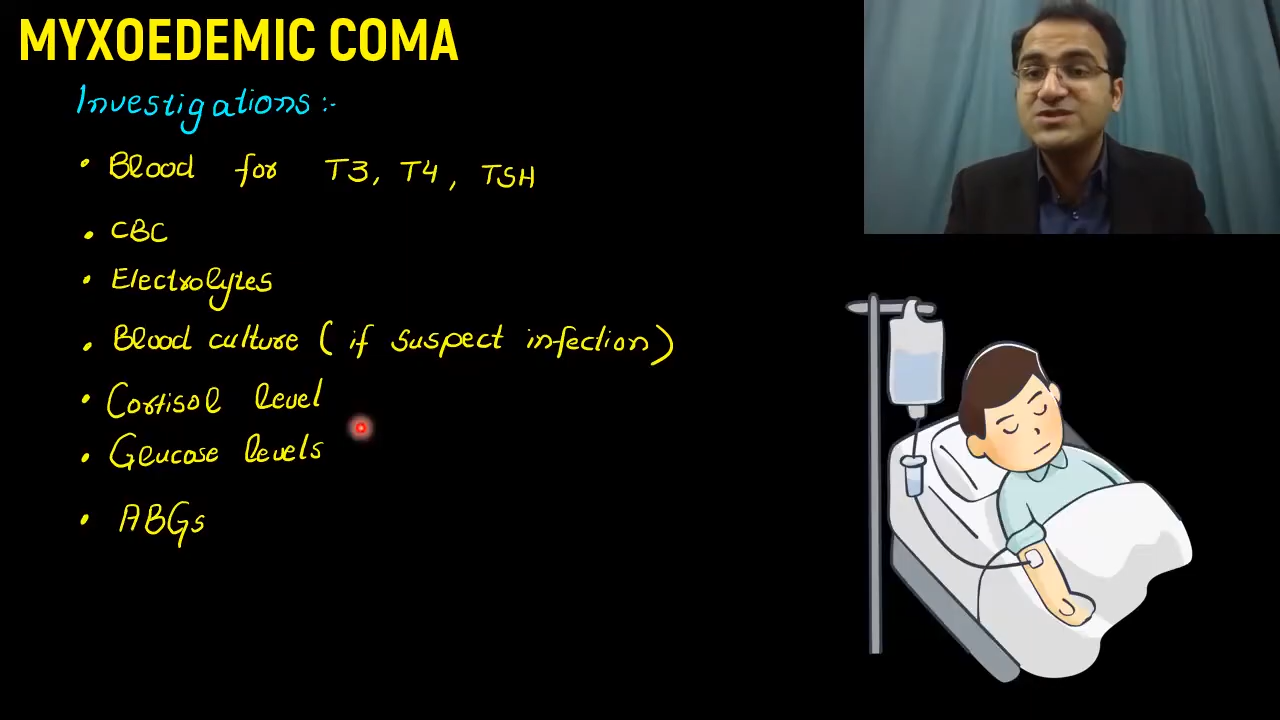 MYXOEDEMIC COMA
Investigations :-
• Blood for T3, T4, TSH
• CBC
• Electrolytes
• Blood culture ( if suspect infection )
• Cortisol level
• Glucose levels
• ABGs